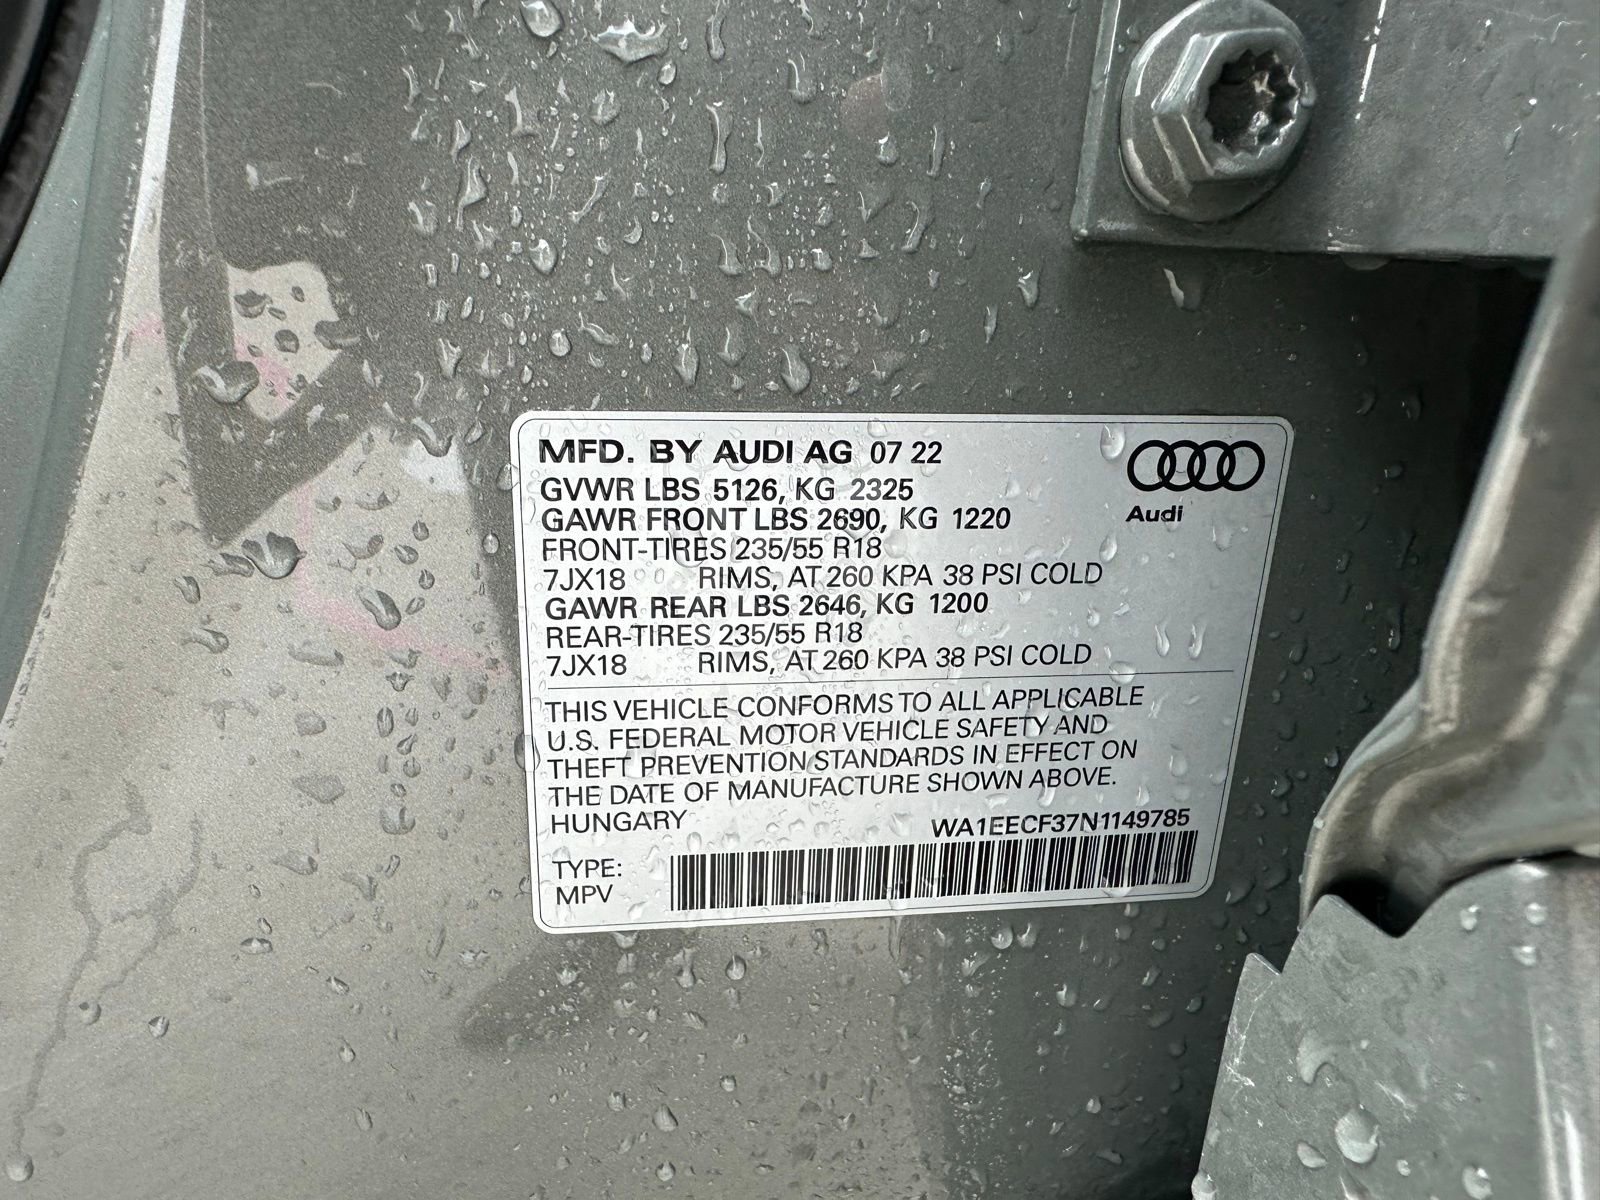 MFD. BY AUDI AG 07 22
GVWR LBS 5126, KG 2325
GAWR FRONT LBS 2690, KG 1220
Audi
FRONT-TIRES 235/55 R18
7JX18 RIMS, AT 260 KPA 38 PSI COLD
GAWR REAR LBS 2646, KG 1200
REAR-TIRES 235/55 R18
7JX18 RIMS, AT 260 KPA 38 PSI COLD
THIS VEHICLE CONFORMS TO ALL APPLICABLE
U.S. FEDERAL MOTOR VEHICLE SAFETY AND
THEFT PREVENTION STANDARDS IN EFFECT ON
THE DATE OF MANUFACTURE SHOWN ABOVE.
HUNGARY WA1EECF37N1149785
TYPE:
MPV